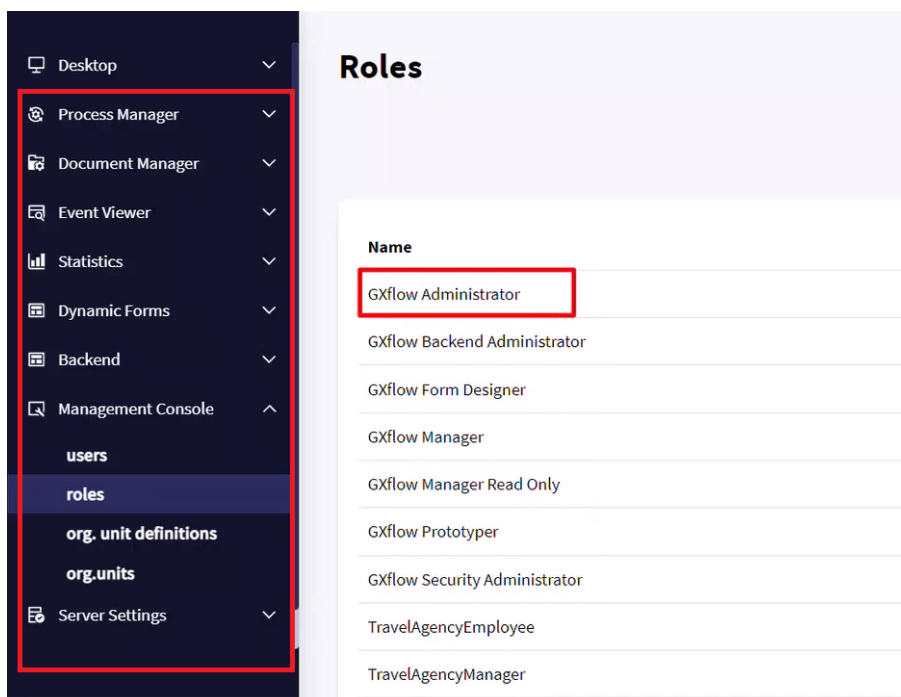 Desktop
Process Manager
Document Manager
Event Viewer
Statistics
Dynamic Forms
Backend
Management Console
users
roles
org. unit definitions
org.units
Server Settings
Roles
Name
GXflow Administrator
GXflow Backend Administrator
GXflow Form Designer
GXflow Manager
GXflow Manager Read Only
GXflow Prototyper
GXflow Security Administrator
TravelAgencyEmployee
TravelAgencyManager